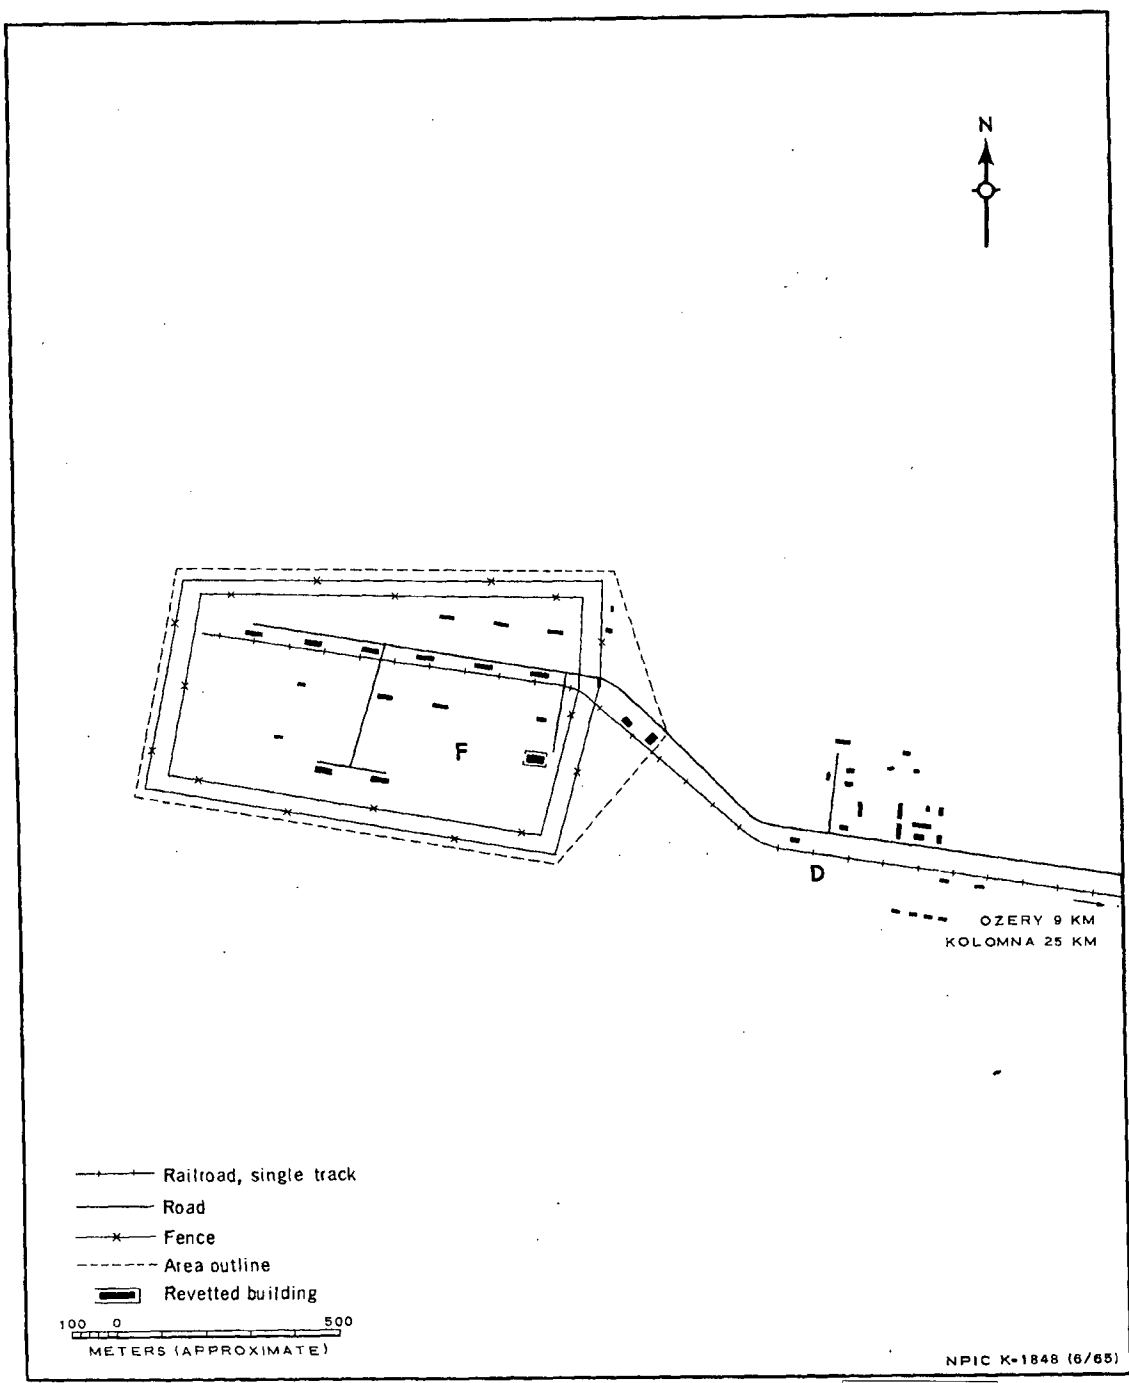 N
F
D
OZERY 9 KM
KOLOMNA 25 KM
Railroad, single track
Road
Fence
Area outline
Revetted building
100 0 500
METERS (APPROXIMATE)
NPIC K-1848 (6/65)